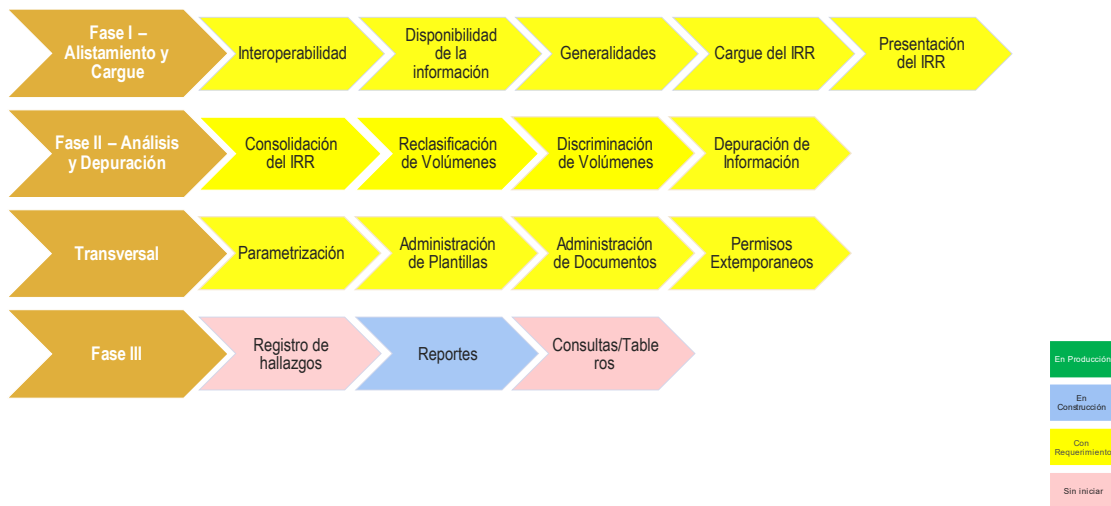 Fase I –
Alistamiento y
Cargue
Interoperabilidad
Disponibilidad
de la
información
Generalidades
Cargue del IRR
Presentación
del IRR
Fase II – Análisis
y Depuración
Consolidación
del IRR
Reclasificación
de Volúmenes
Discriminación
de Volúmenes
Depuración de
Información
Transversal
Parametrización
Administración
de Plantillas
Administración
de Documentos
Permisos
Extemporaneos
Fase III
Registro de
hallazgos
Reportes
Consultas/Table
ros
En Producción
En
Construcción
Con
Requerimiento
Sin iniciar